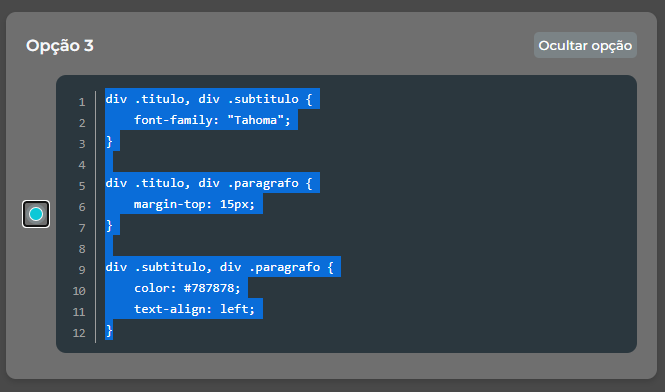 Opção 3
Ocultar opção
1 div .titulo, div .subtitulo {
2     font-family: "Tahoma";
3 }
4
5 div .titulo, div .paragrafo {
6     margin-top: 15px;
7 }
8
9 div .subtitulo, div .paragrafo {
10     color: #787878;
11     text-align: left;
12 }